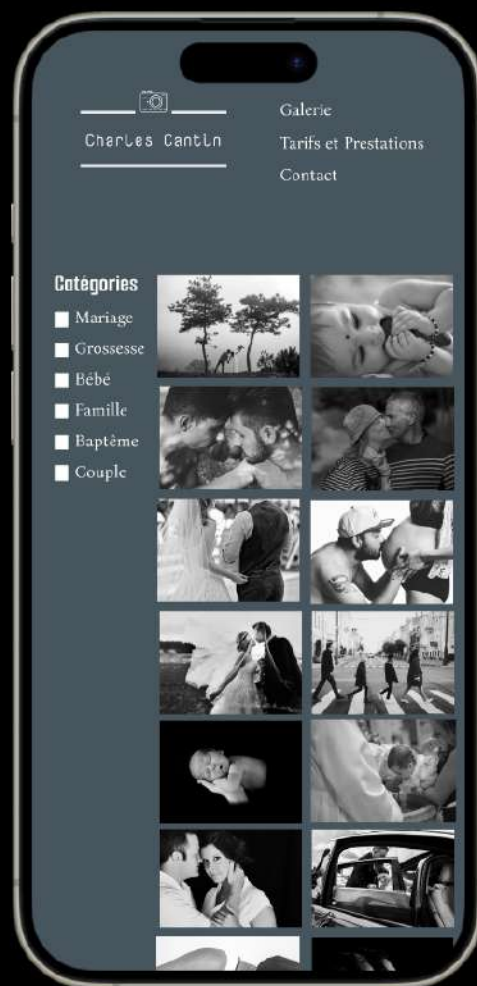 Charles Cantin
Galerie
Tarifs et Prestations
Contact
Catégories
Mariage
Grossesse
Bébé
Famille
Baptême
Couple